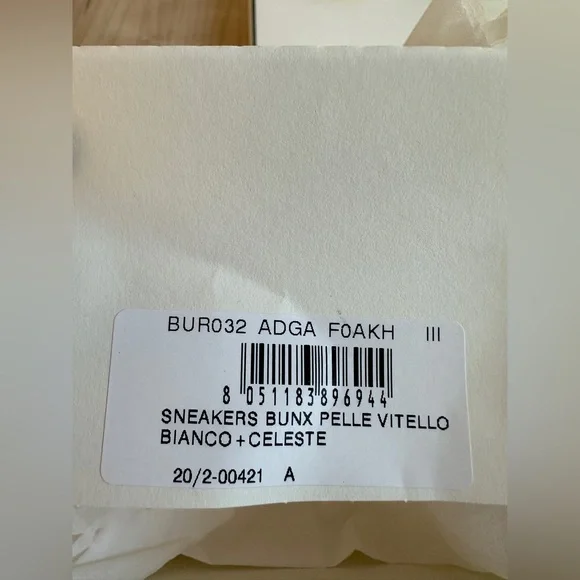 BUR032 ADGA F0AKH III
8 051183 896944
SNEAKERS BUNX PELLE VITELLO
BIANCO+CELESTE
20/2-00421 A